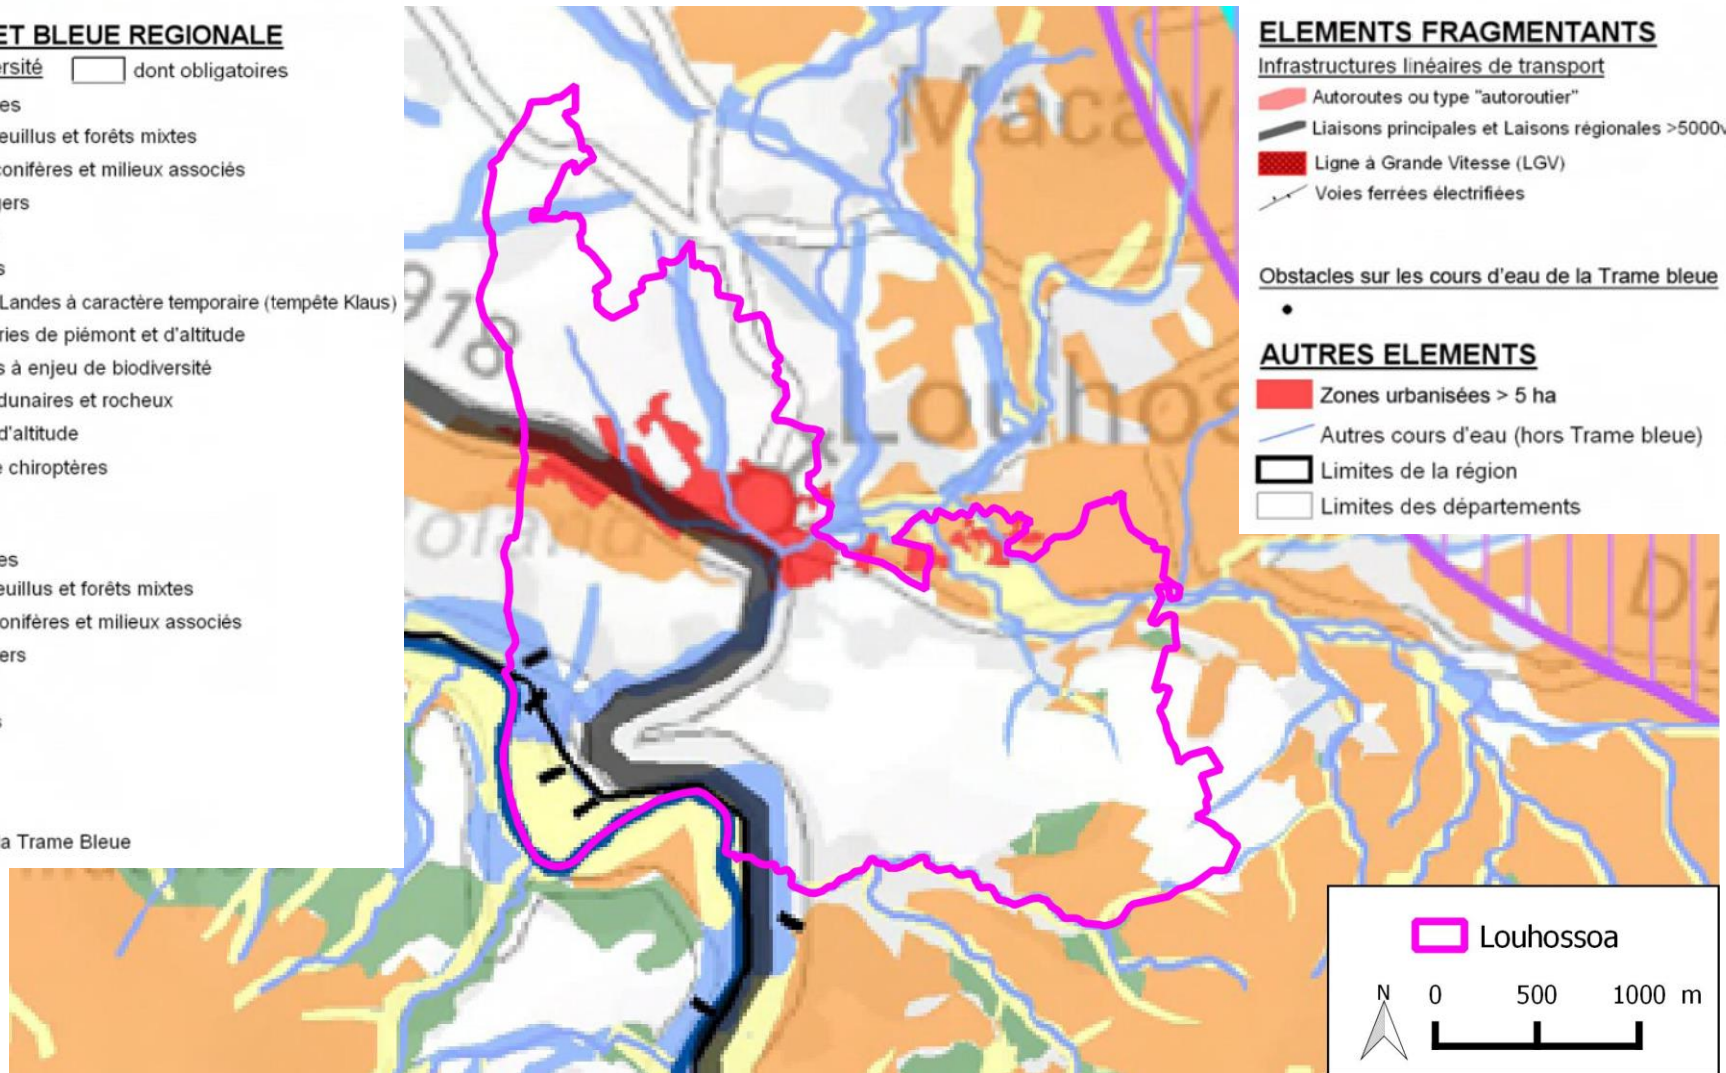 ET BLEUE REGIONALE
ersité
dont obligatoires
es
euillus et forêts mixtes
onifères et milieux associés
gers
s
Landes à caractère temporaire (tempête Klaus)
ries de piémont et d'altitude
s à enjeu de biodiversité
dunaires et rocheux
d'altitude
e chiroptères
es
euillus et forêts mixtes
onifères et milieux associés
ers
s
a Trame Bleue
918
Macay
Louhos
oland
D1
ELEMENTS FRAGMENTANTS
Infrastructures linéaires de transport
Autoroutes ou type "autoroutier"
Liaisons principales et Laisons régionales >5000v
Ligne à Grande Vitesse (LGV)
Voies ferrées électrifiées
Obstacles sur les cours d'eau de la Trame bleue
AUTRES ELEMENTS
Zones urbanisées > 5 ha
Autres cours d'eau (hors Trame bleue)
Limites de la région
Limites des départements
Louhossoa
N
0 500 1000 m